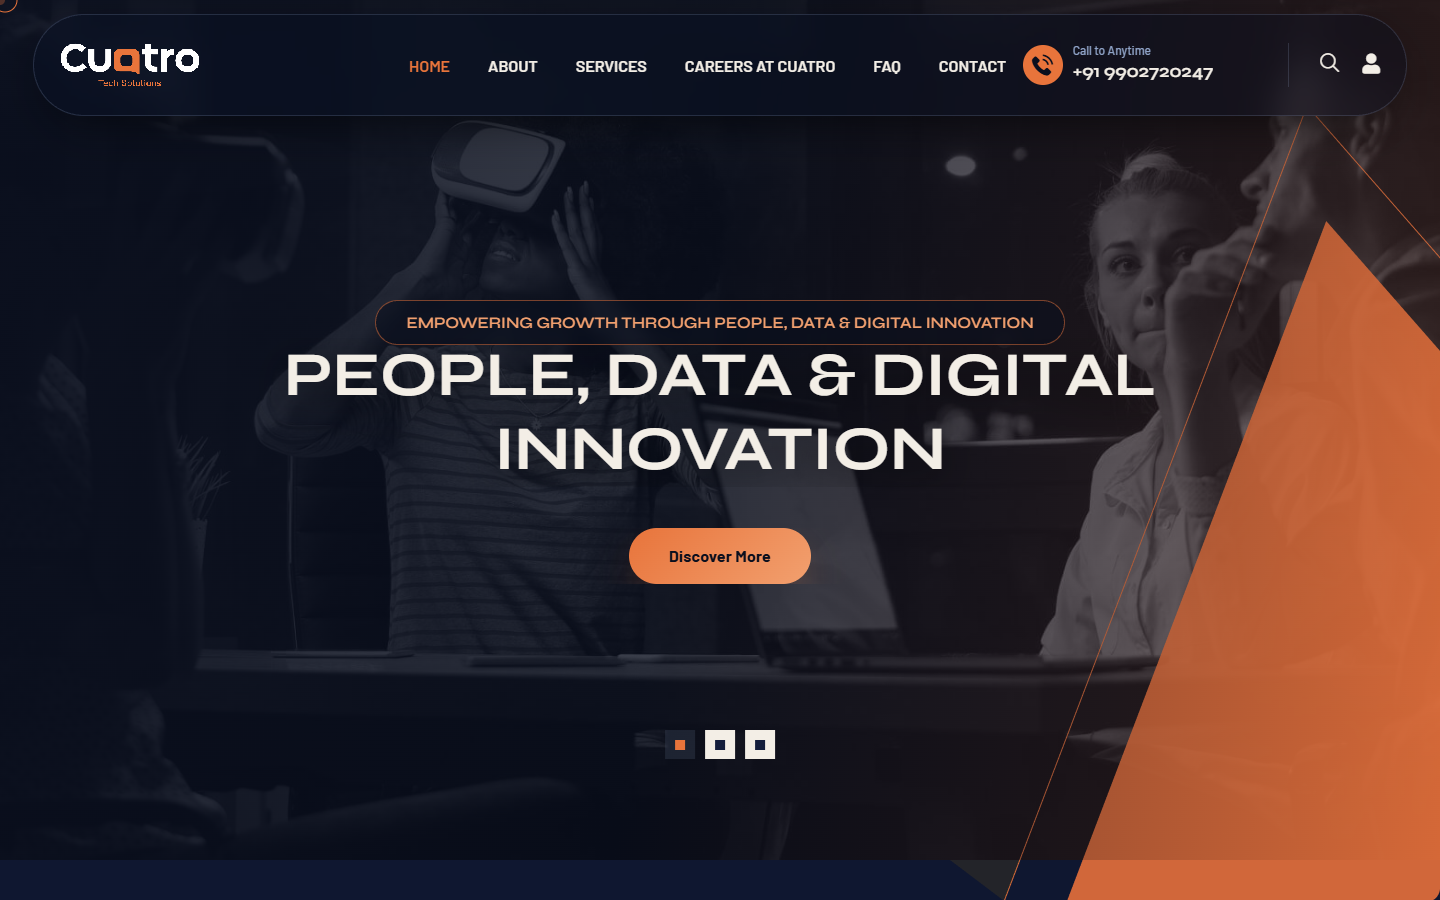 Cuatro
Tech Solutions
HOME
ABOUT
SERVICES
CAREERS AT CUATRO
FAQ
CONTACT
Call to Anytime
+91 9902720247
EMPOWERING GROWTH THROUGH PEOPLE, DATA & DIGITAL INNOVATION
PEOPLE, DATA & DIGITAL
INNOVATION
Discover More